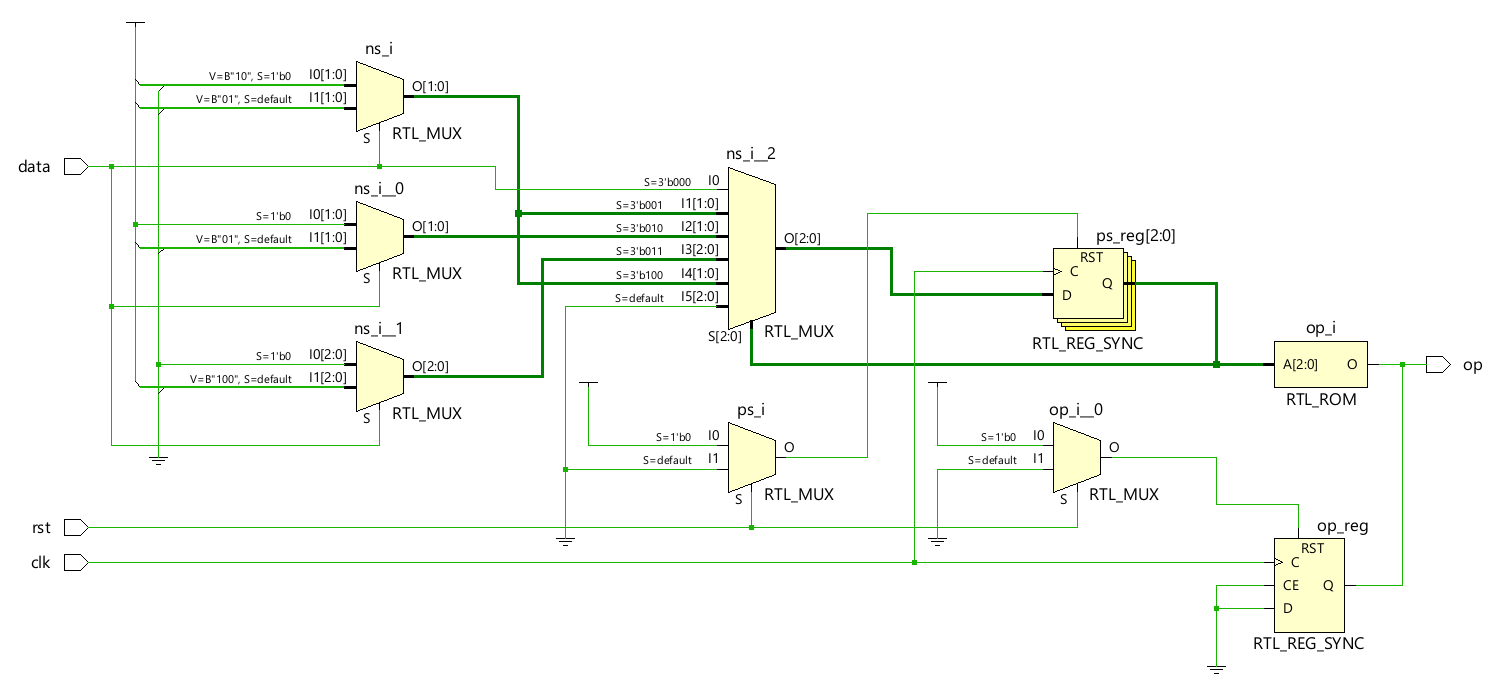 ns_i
V=B"10", S=1'b0 I0[1:0]
V=B"01", S=default I1[1:0]
O[1:0]
S
RTL_MUX
data
ns_i__0
S=1'b0 I0[1:0]
V=B"01", S=default I1[1:0]
O[1:0]
S
RTL_MUX
ns_i__1
S=1'b0 I0[2:0]
V=B"100", S=default I1[2:0]
O[2:0]
S
RTL_MUX
ns_i__2
S=3'b000 I0
S=3'b001 I1[1:0]
S=3'b010 I2[1:0]
S=3'b011 I3[2:0]
S=3'b100 I4[1:0]
S=default I5[2:0]
O[2:0]
S[2:0]
RTL_MUX
ps_reg[2:0]
RST
C
Q
D
RTL_REG_SYNC
op_i
A[2:0] O
RTL_ROM
op
ps_i
S=1'b0 I0
S=default I1
O
S
RTL_MUX
op_i__0
S=1'b0 I0
S=default I1
O
S
RTL_MUX
rst
clk
op_reg
RST
C
CE Q
D
RTL_REG_SYNC